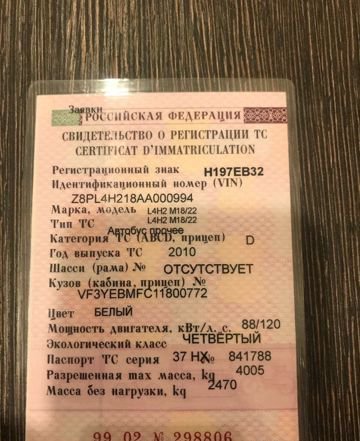 Заявки
РОССИЙСКАЯ ФЕДЕРАЦИЯ
СВИДЕТЕЛЬСТВО О РЕГИСТРАЦИИ ТС
CERTIFICAT D'IMMATRICULATION
Регистрационный знак Н197ЕВ32
Идентификационный номер (VIN)
Z8PL4H218AA000994
Марка, модель L4H2 M18/22
Тип ТС L4H2 M18/22
Автобус прочее
Категория ТС (ABCD, прицеп) D
Год выпуска ТС 2010
Шасси (рама) № ОТСУТСТВУЕТ
Кузов (кабина, прицеп) №
VF3YEBMFC11800772
Цвет БЕЛЫЙ
Мощность двигателя, кВт/л. с. 88/120
Экологический класс ЧЕТВЕРТЫЙ
Паспорт ТС серия 37 НХ № 841788
Разрешенная max масса, kg 4005
Масса без нагрузки, kg 2470
99 02 № 298806